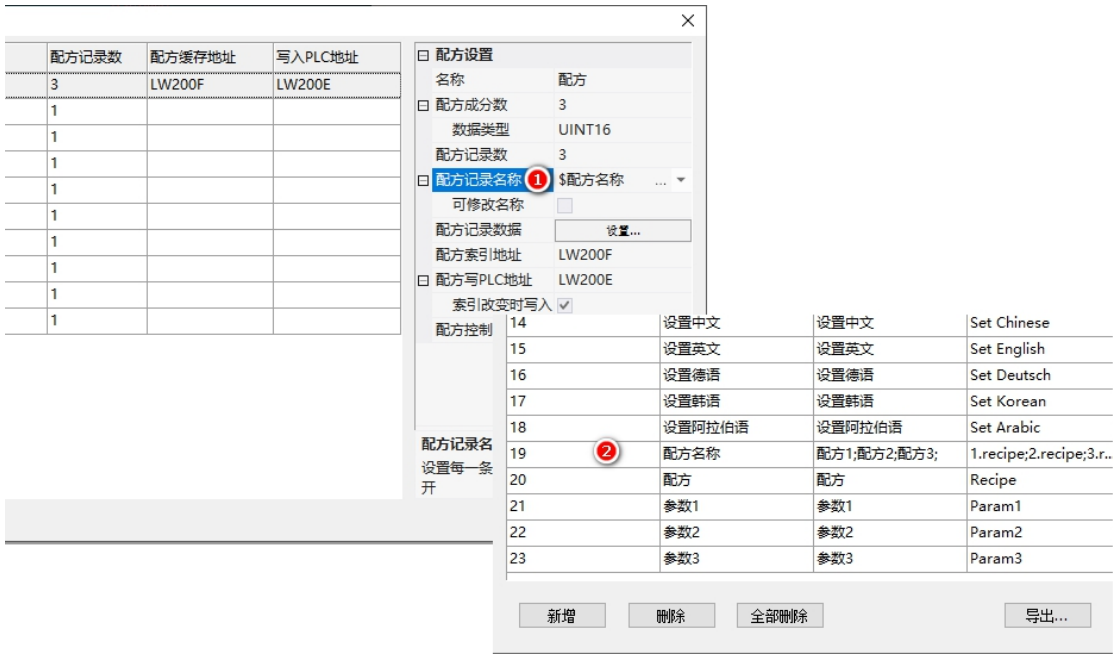 配方记录数 配方缓存地址 写入PLC地址
3 LW200F LW200E
1
1
1
1
1
1
1
1
1
配方设置
名称 配方
配方成分数 3
数据类型 UINT16
配方记录数 3
配方记录名称 1 $配方名称 ...
可修改名称
配方记录数据 设置...
配方索引地址 LW200F
配方写PLC地址 LW200E
索引改变时写入
配方控制
配方记录名
设置每一条
开
14 设置中文 设置中文 Set Chinese
15 设置英文 设置英文 Set English
16 设置德语 设置德语 Set Deutsch
17 设置韩语 设置韩语 Set Korean
18 设置阿拉伯语 设置阿拉伯语 Set Arabic
19 2 配方名称 配方1;配方2;配方3; 1.recipe;2.recipe;3.r...
20 配方 配方 Recipe
21 参数1 参数1 Param1
22 参数2 参数2 Param2
23 参数3 参数3 Param3
新增 删除 全部删除 导出...